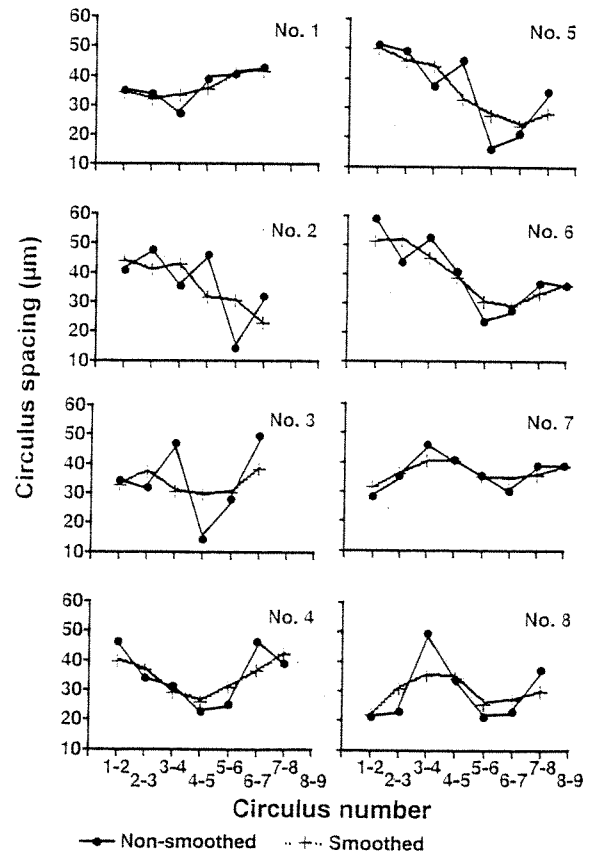 No. 1
60
50
40
30
20
10
No. 5
No. 2
60
50
40
30
20
10
No. 6
No. 3
60
50
40
30
20
10
No. 7
No. 4
60
50
40
30
20
10
No. 8
Circulus spacing (µm)
1-2 3-4 5-6 7-8
2-3 4-5 6-7 8-9
1-2 3-4 5-6 7-8
2-3 4-5 6-7 8-9
Circulus number
Non-smoothed Smoothed